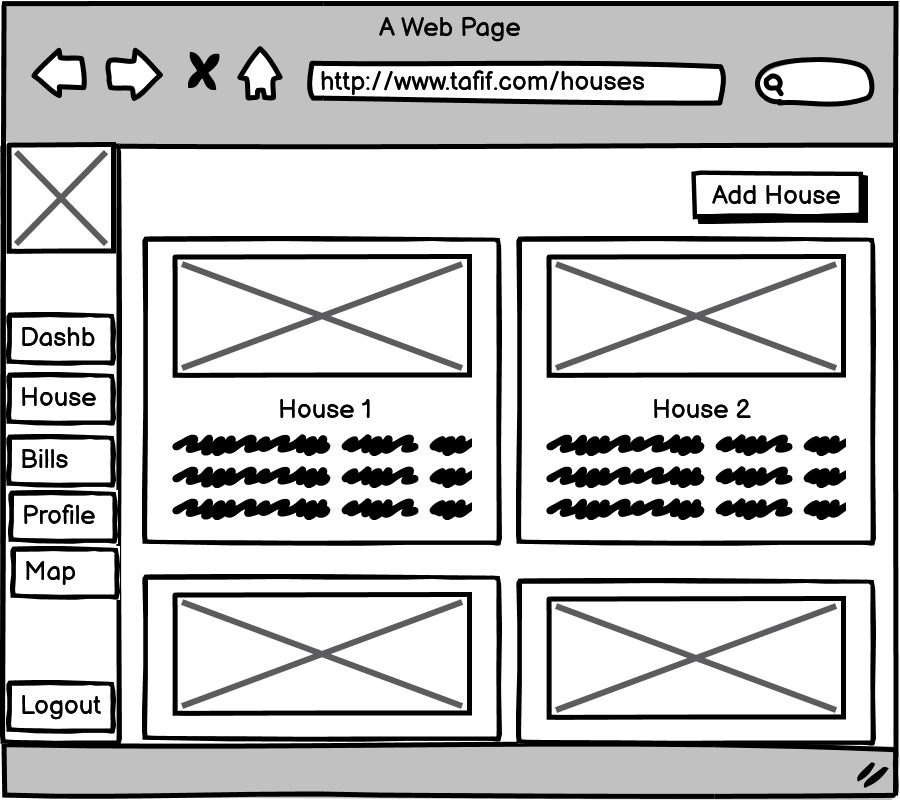 A Web Page
http://www.tafif.com/houses
Add House
Dashb
House
Bills
Profile
Map
Logout
House 1
House 2